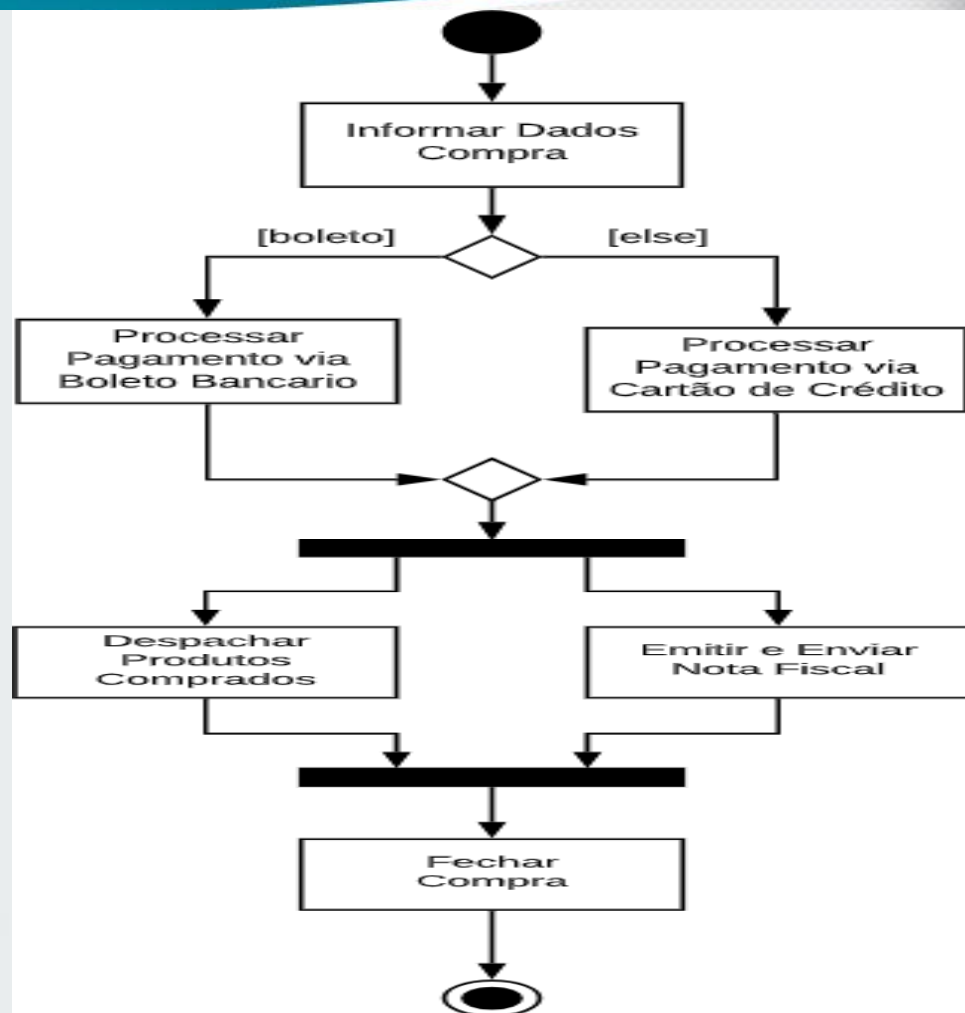 Informar Dados
Compra
[boleto]
[else]
Processar
Pagamento via
Boleto Bancario
Processar
Pagamento via
Cartão de Crédito
Despachar
Produtos
Comprados
Emitir e Enviar
Nota Fiscal
Fechar
Compra